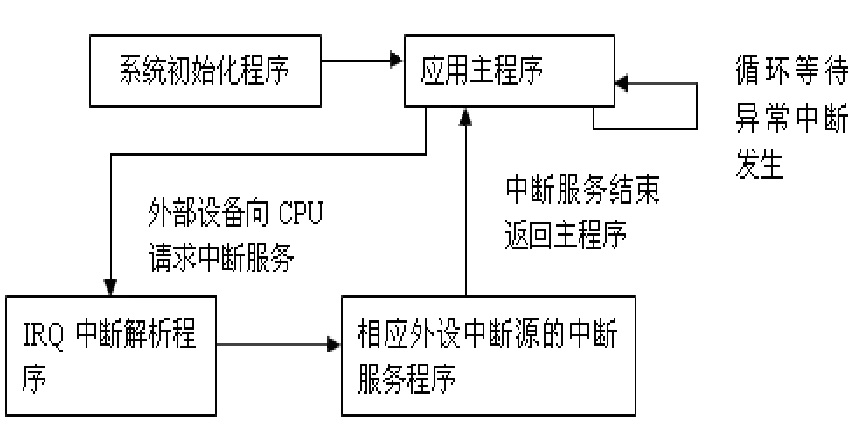 系统初始化程序
应用主程序
循环等待
异常中断
发生
外部设备向 CPU
请求中断服务
中断服务结束
返回主程序
IRQ 中断解析程
序
相应外设中断源的中断
服务程序